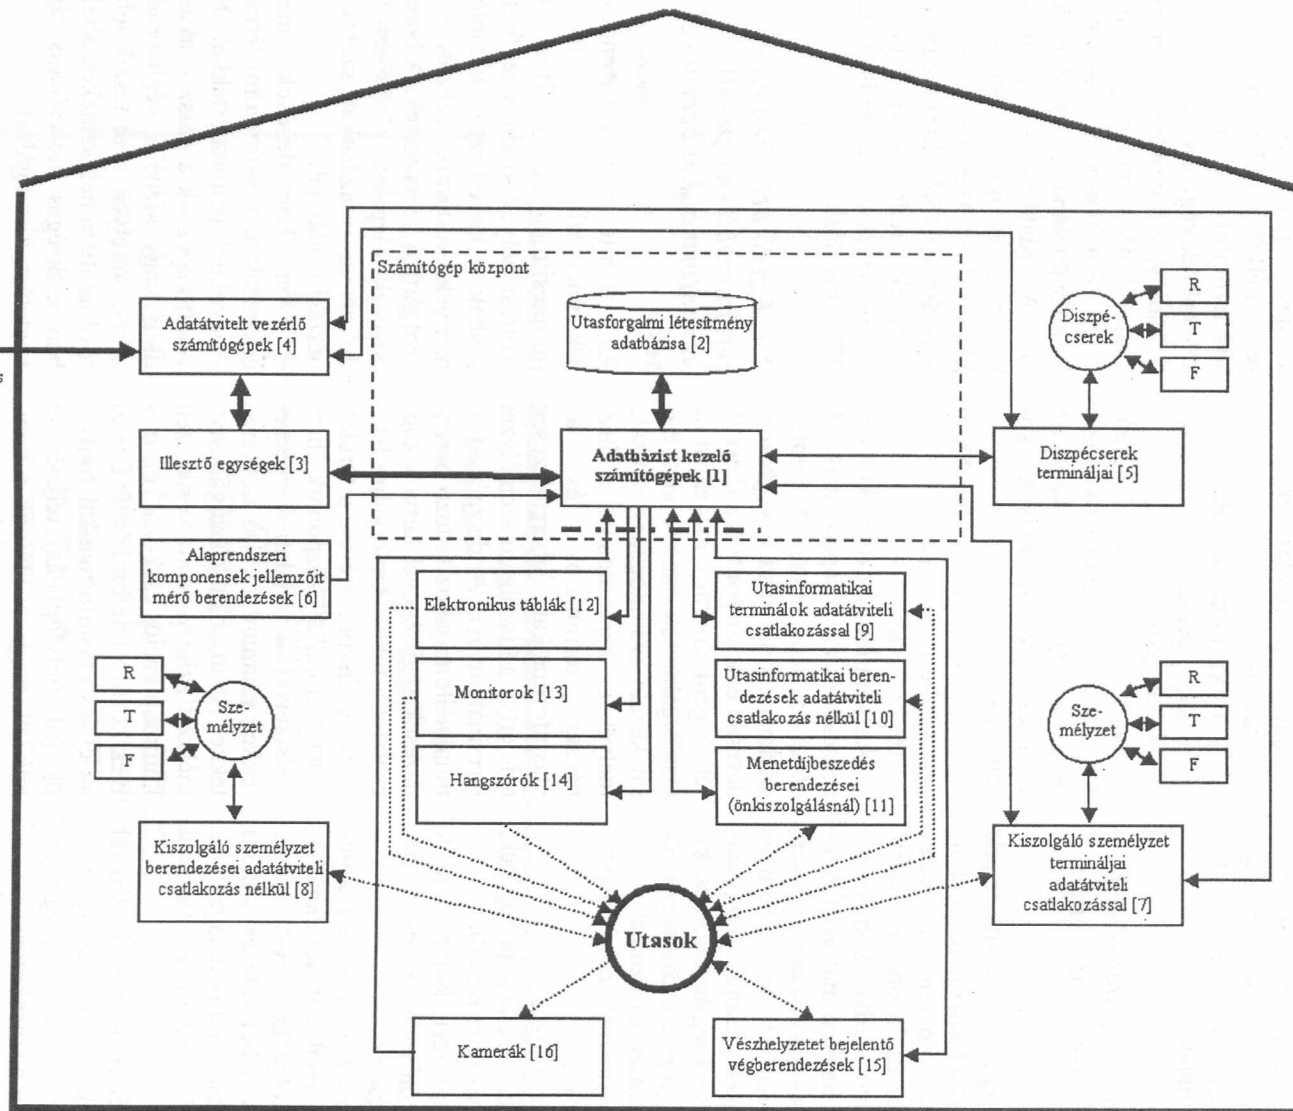 Számítógép központ
Adatátvitelt vezérlő
számítógépek [4]
Utasforgalmi létesítmény
adatbázisa [2]
Diszpé-
cserek
R
T
F
s
Illesztő egységek [3]
Adatbázist kezelő
számítógépek [1]
Diszpécserek
termináljai [5]
Alaprendszeri
komponensek jellemzőit
mérő berendezések [6]
Elektronikus táblák [12]
Utasinformatikai
terminálok adatátviteli
csatlakozással [9]
R
T
F
Sze-
mélyzet
Monitorok [13]
Utasinformatikai beren-
dezések adatátviteli
csatlakozás nélkül [10]
Sze-
mélyzet
R
T
F
Hangszórók [14]
Menetdíjbeszedés
berendezései
(önkiszolgálásnál) [11]
Kiszolgáló személyzet
berendezései adatátviteli
csatlakozás nélkül [8]
Kiszolgáló személyzet
termináljai
adatátviteli
csatlakozással [7]
Utasok
Kamerák [16]
Vészhelyzetet bejelentő
végberendezések [15]